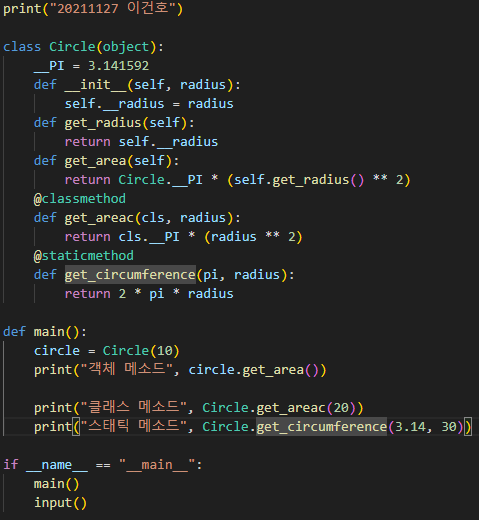 print("20211127 이건호")
class Circle(object):
    __PI = 3.141592
    def __init__(self, radius):
        self.__radius = radius
    def get_radius(self):
        return self.__radius
    def get_area(self):
        return Circle.__PI * (self.get_radius() ** 2)
    @classmethod
    def get_areac(cls, radius):
        return cls.__PI * (radius ** 2)
    @staticmethod
    def get_circumference(pi, radius):
        return 2 * pi * radius
def main():
    circle = Circle(10)
    print("객체 메소드", circle.get_area())
    print("클래스 메소드", Circle.get_areac(20))
    print("스태틱 메소드", Circle.get_circumference(3.14, 30))
if __name__ == "__main__":
    main()
    input()